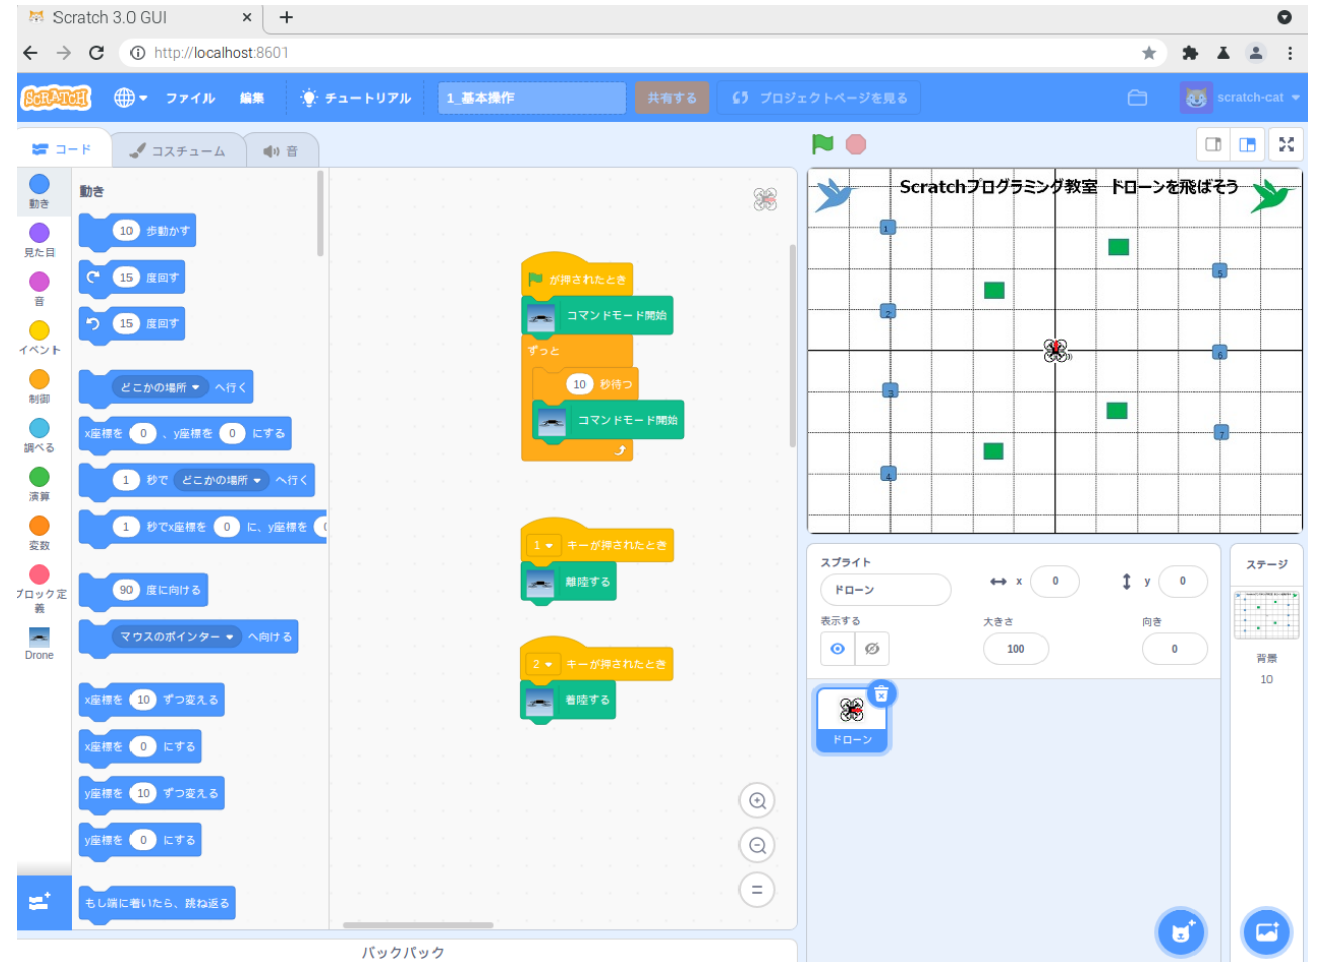 Scratch 3.0 GUI
http://localhost:8601
SCRATCH
ファイル
編集
チュートリアル
1_基本操作
共有する
プロジェクトページを見る
scratch-cat
コード
コスチューム
音
動き
見た目
音
イベント
制御
調べる
演算
変数
ブロック定
義
Drone
動き
10 歩動かす
15 度回す
15 度回す
どこかの場所 へ行く
x座標を 0 、y座標を 0 にする
1 秒で どこかの場所 へ行く
1 秒でx座標を 0 に、y座標を
90 度に向ける
マウスのポインター へ向ける
x座標を 10 ずつ変える
x座標を 0 にする
y座標を 10 ずつ変える
y座標を 0 にする
もし端に着いたら、跳ね返る
が押されたとき
コマンドモード開始
ずっと
10 秒待つ
コマンドモード開始
1 キーが押されたとき
離陸する
2 キーが押されたとき
着陸する
バックパック
Scratchプログラミング教室 ドローンを飛ばそう
1
5
2
6
3
7
4
スプライト
ドローン
x 0
y 0
表示する
大きさ
100
向き
0
ドローン
ステージ
背景
10